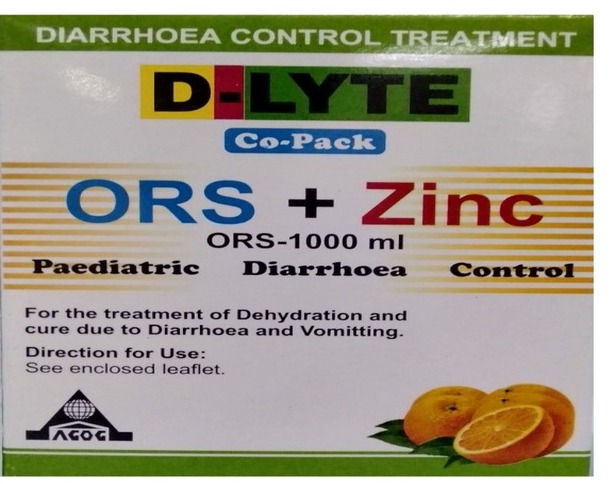 DIARRHOEA CONTROL TREATMENT
D-LYTE
Co-Pack
ORS + Zinc
ORS-1000 ml
Paediatric Diarrhoea Control
For the treatment of Dehydration and
cure due to Diarrhoea and Vomitting.
Direction for Use:
See enclosed leaflet.
AGOG